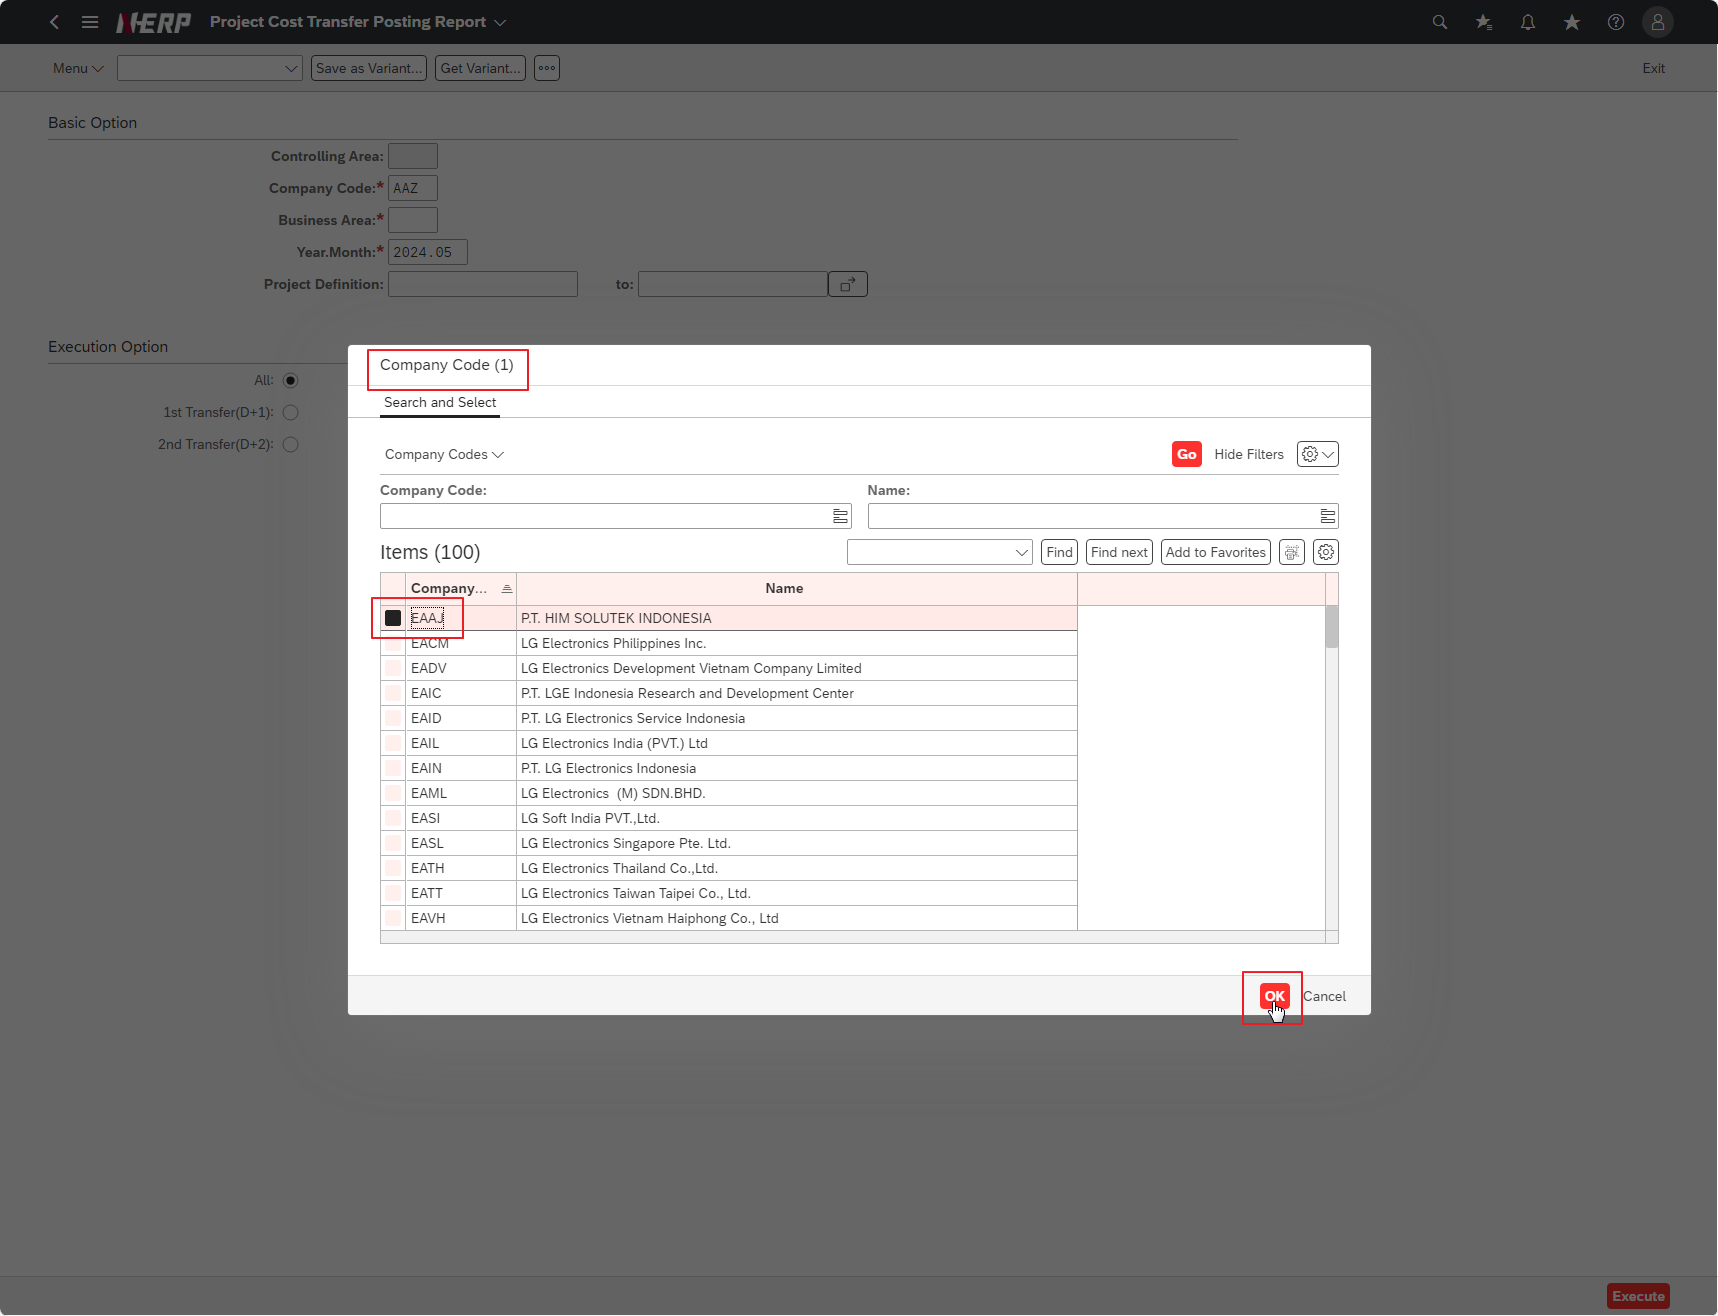 NERP Project Cost Transfer Posting Report
Menu Save as Variant... Get Variant... Exit
Basic Option
Controlling Area:
Company Code:* AAZ
Business Area:*
Year.Month:* 2024.05
Project Definition: to:
Execution Option
All:
1st Transfer(D+1):
2nd Transfer(D+2):
Company Code (1)
Search and Select
Company Codes Go Hide Filters
Company Code: Name:
Items (100) Find Find next Add to Favorites
Company... Name
EAAJ P.T. HIM SOLUTEK INDONESIA
EACM LG Electronics Philippines Inc.
EADV LG Electronics Development Vietnam Company Limited
EAIC P.T. LGE Indonesia Research and Development Center
EAID P.T. LG Electronics Service Indonesia
EAIL LG Electronics India (PVT.) Ltd
EAIN P.T. LG Electronics Indonesia
EAML LG Electronics  (M) SDN.BHD.
EASI LG Soft India PVT.,Ltd.
EASL LG Electronics Singapore Pte. Ltd.
EATH LG Electronics Thailand Co.,Ltd.
EATT LG Electronics Taiwan Taipei Co., Ltd.
EAVH LG Electronics Vietnam Haiphong Co., Ltd
OK Cancel
Execute